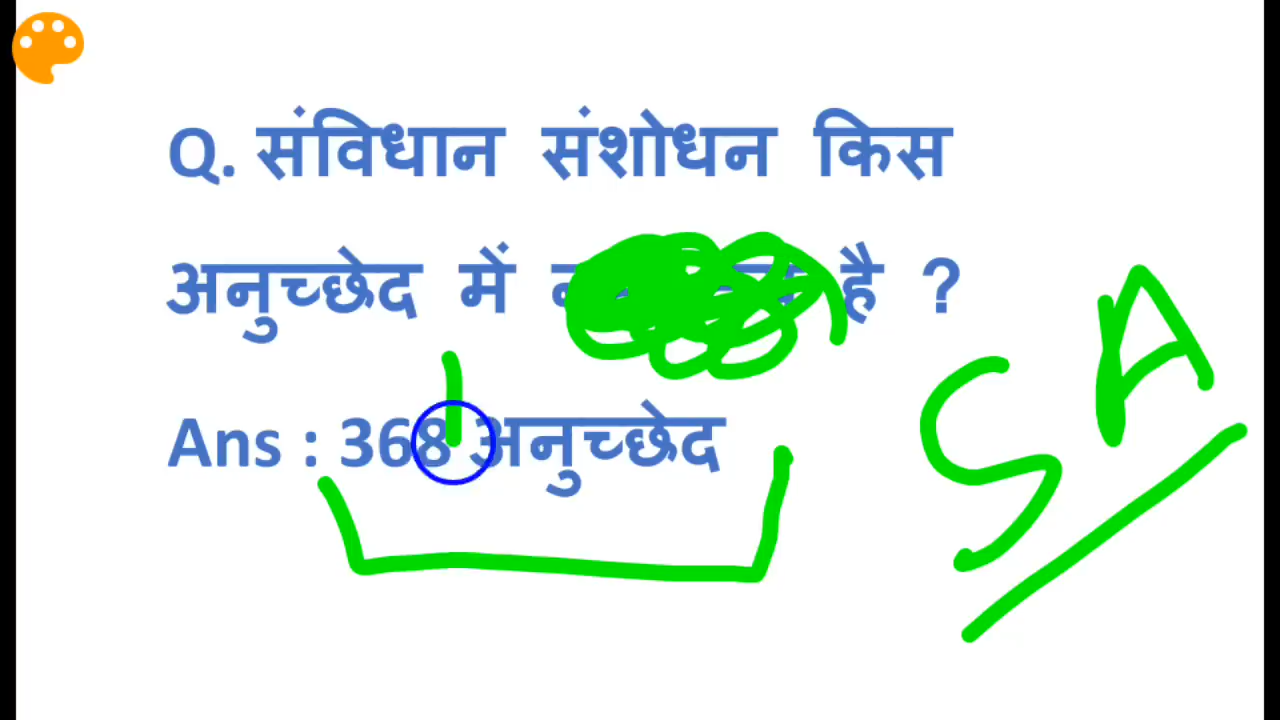 Q. संविधान संशोधन किस
अनुच्छेद में है ?
Ans : 368 अनुच्छेद
SA